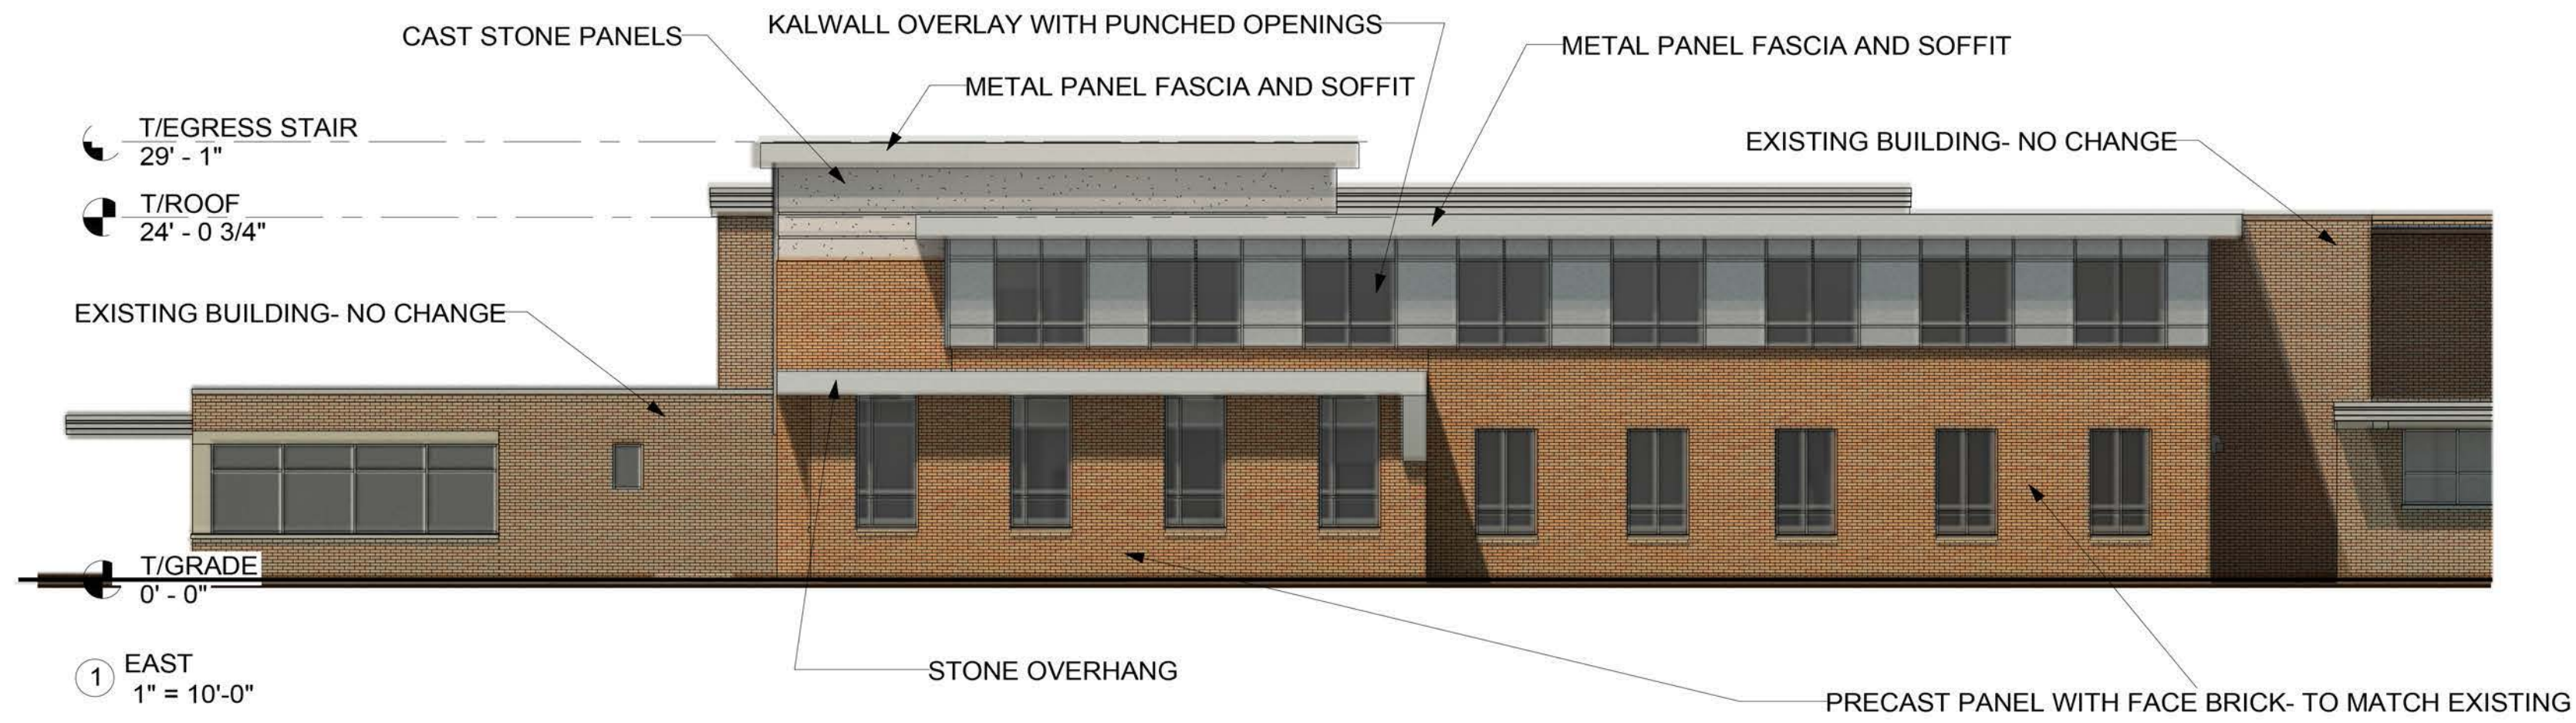 KALWALL OVERLAY WITH PUNCHED OPENINGS
CAST STONE PANELS
METAL PANEL FASCIA AND SOFFIT
METAL PANEL FASCIA AND SOFFIT
T/EGRESS STAIR
29' - 1"
EXISTING BUILDING- NO CHANGE
T/ROOF
24' - 0 3/4"
EXISTING BUILDING- NO CHANGE
T/GRADE
0' - 0"
1 EAST
1" = 10'-0"
STONE OVERHANG
PRECAST PANEL WITH FACE BRICK- TO MATCH EXISTING